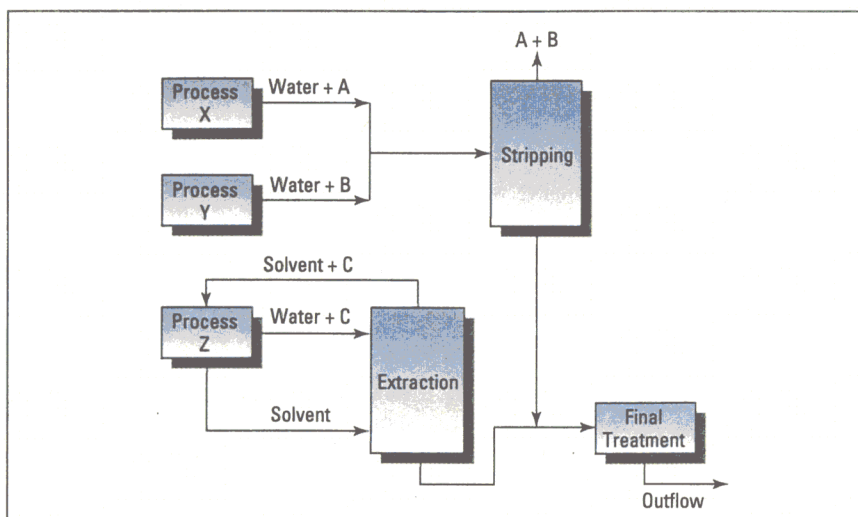 A + B
Process
X
Water + A
Stripping
Process
Y
Water + B
Solvent + C
Process
Z
Water + C
Extraction
Solvent
Final
Treatment
Outflow